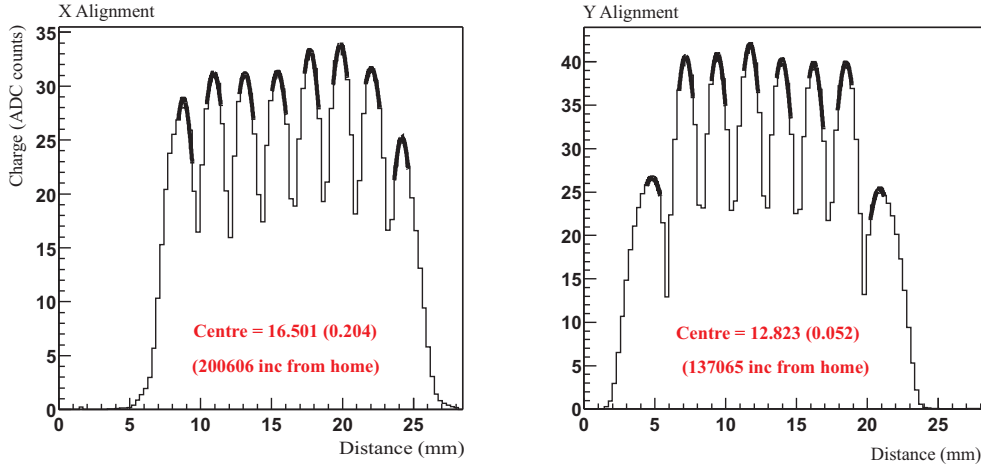 X Alignment
Charge (ADC counts)
35
30
25
20
15
10
5
0
Centre = 16.501 (0.204)
(200606 inc from home)
0 5 10 15 20 25
Distance (mm)
Y Alignment
40
35
30
25
20
15
10
5
0
Centre = 12.823 (0.052)
(137065 inc from home)
0 5 10 15 20 25
Distance (mm)